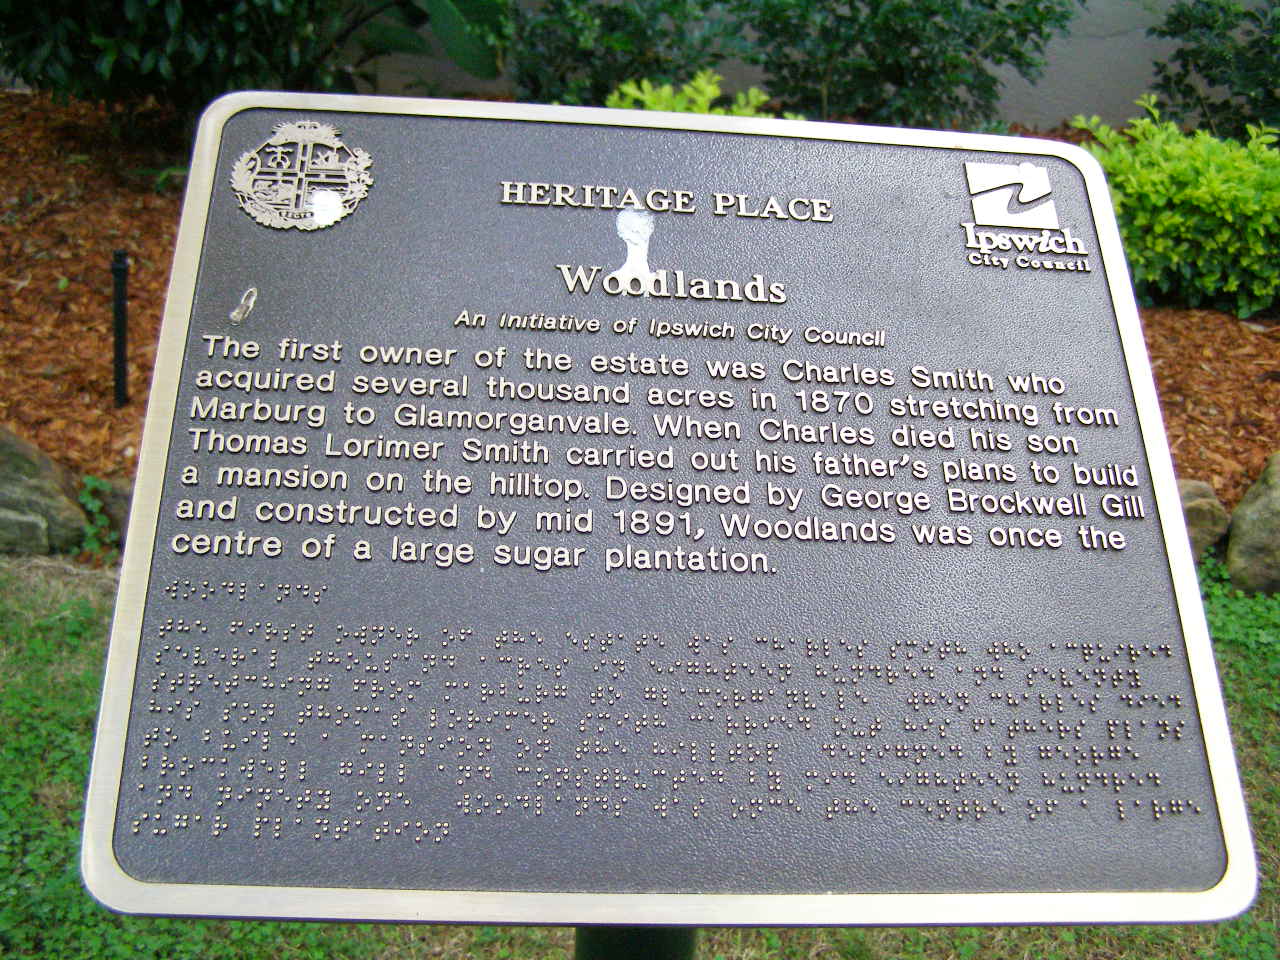 HERITAGE PLACE
Ipswich
City Council
Woodlands
An Initiative of Ipswich City Council
The first owner of the estate was Charles Smith who
acquired several thousand acres in 1870 stretching from
Marburg to Glamorganvale. When Charles died his son
Thomas Lorimer Smith carried out his father's plans to build
a mansion on the hilltop. Designed by George Brockwell Gill
and constructed by mid 1891, Woodlands was once the
centre of a large sugar plantation.